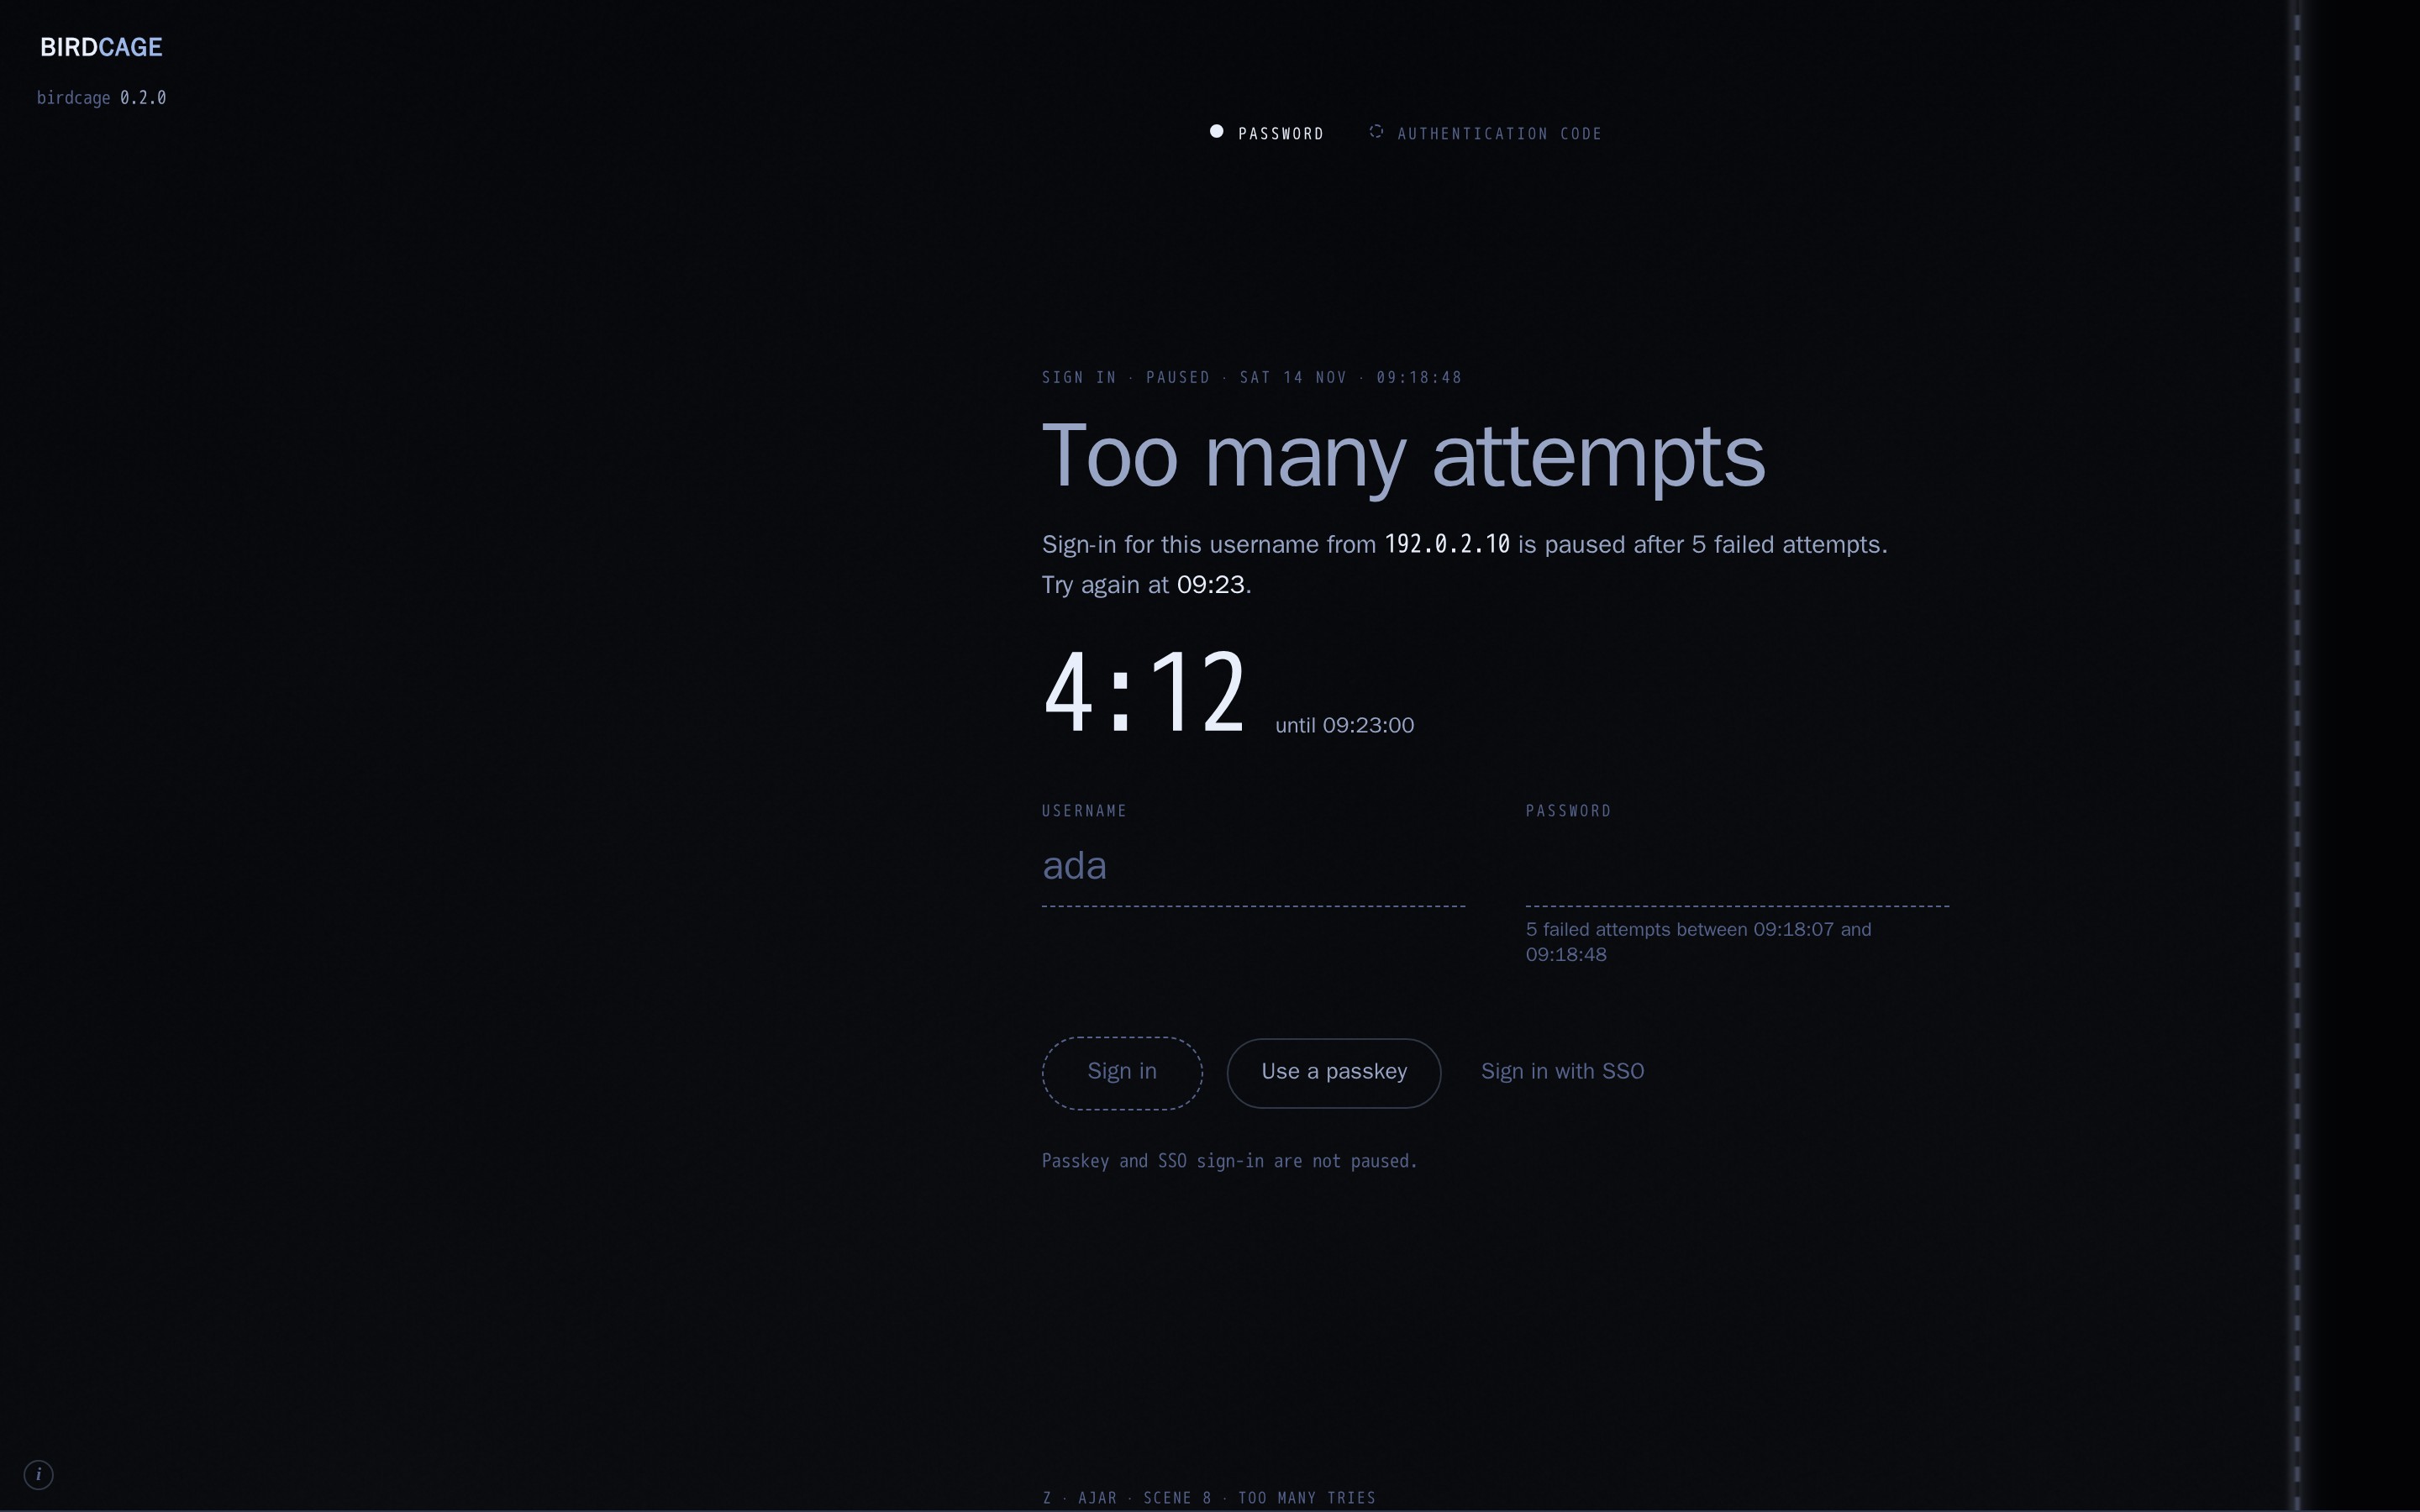 BIRDCAGE
birdcage 0.2.0
PASSWORD AUTHENTICATION CODE
SIGN IN · PAUSED · SAT 14 NOV · 09:18:48
Too many attempts
Sign-in for this username from 192.0.2.10 is paused after 5 failed attempts.
Try again at 09:23.
4:12 until 09:23:00
USERNAME
ada
PASSWORD
5 failed attempts between 09:18:07 and
09:18:48
Sign in Use a passkey Sign in with SSO
Passkey and SSO sign-in are not paused.
i
Z · AJAR · SCENE 8 · TOO MANY TRIES